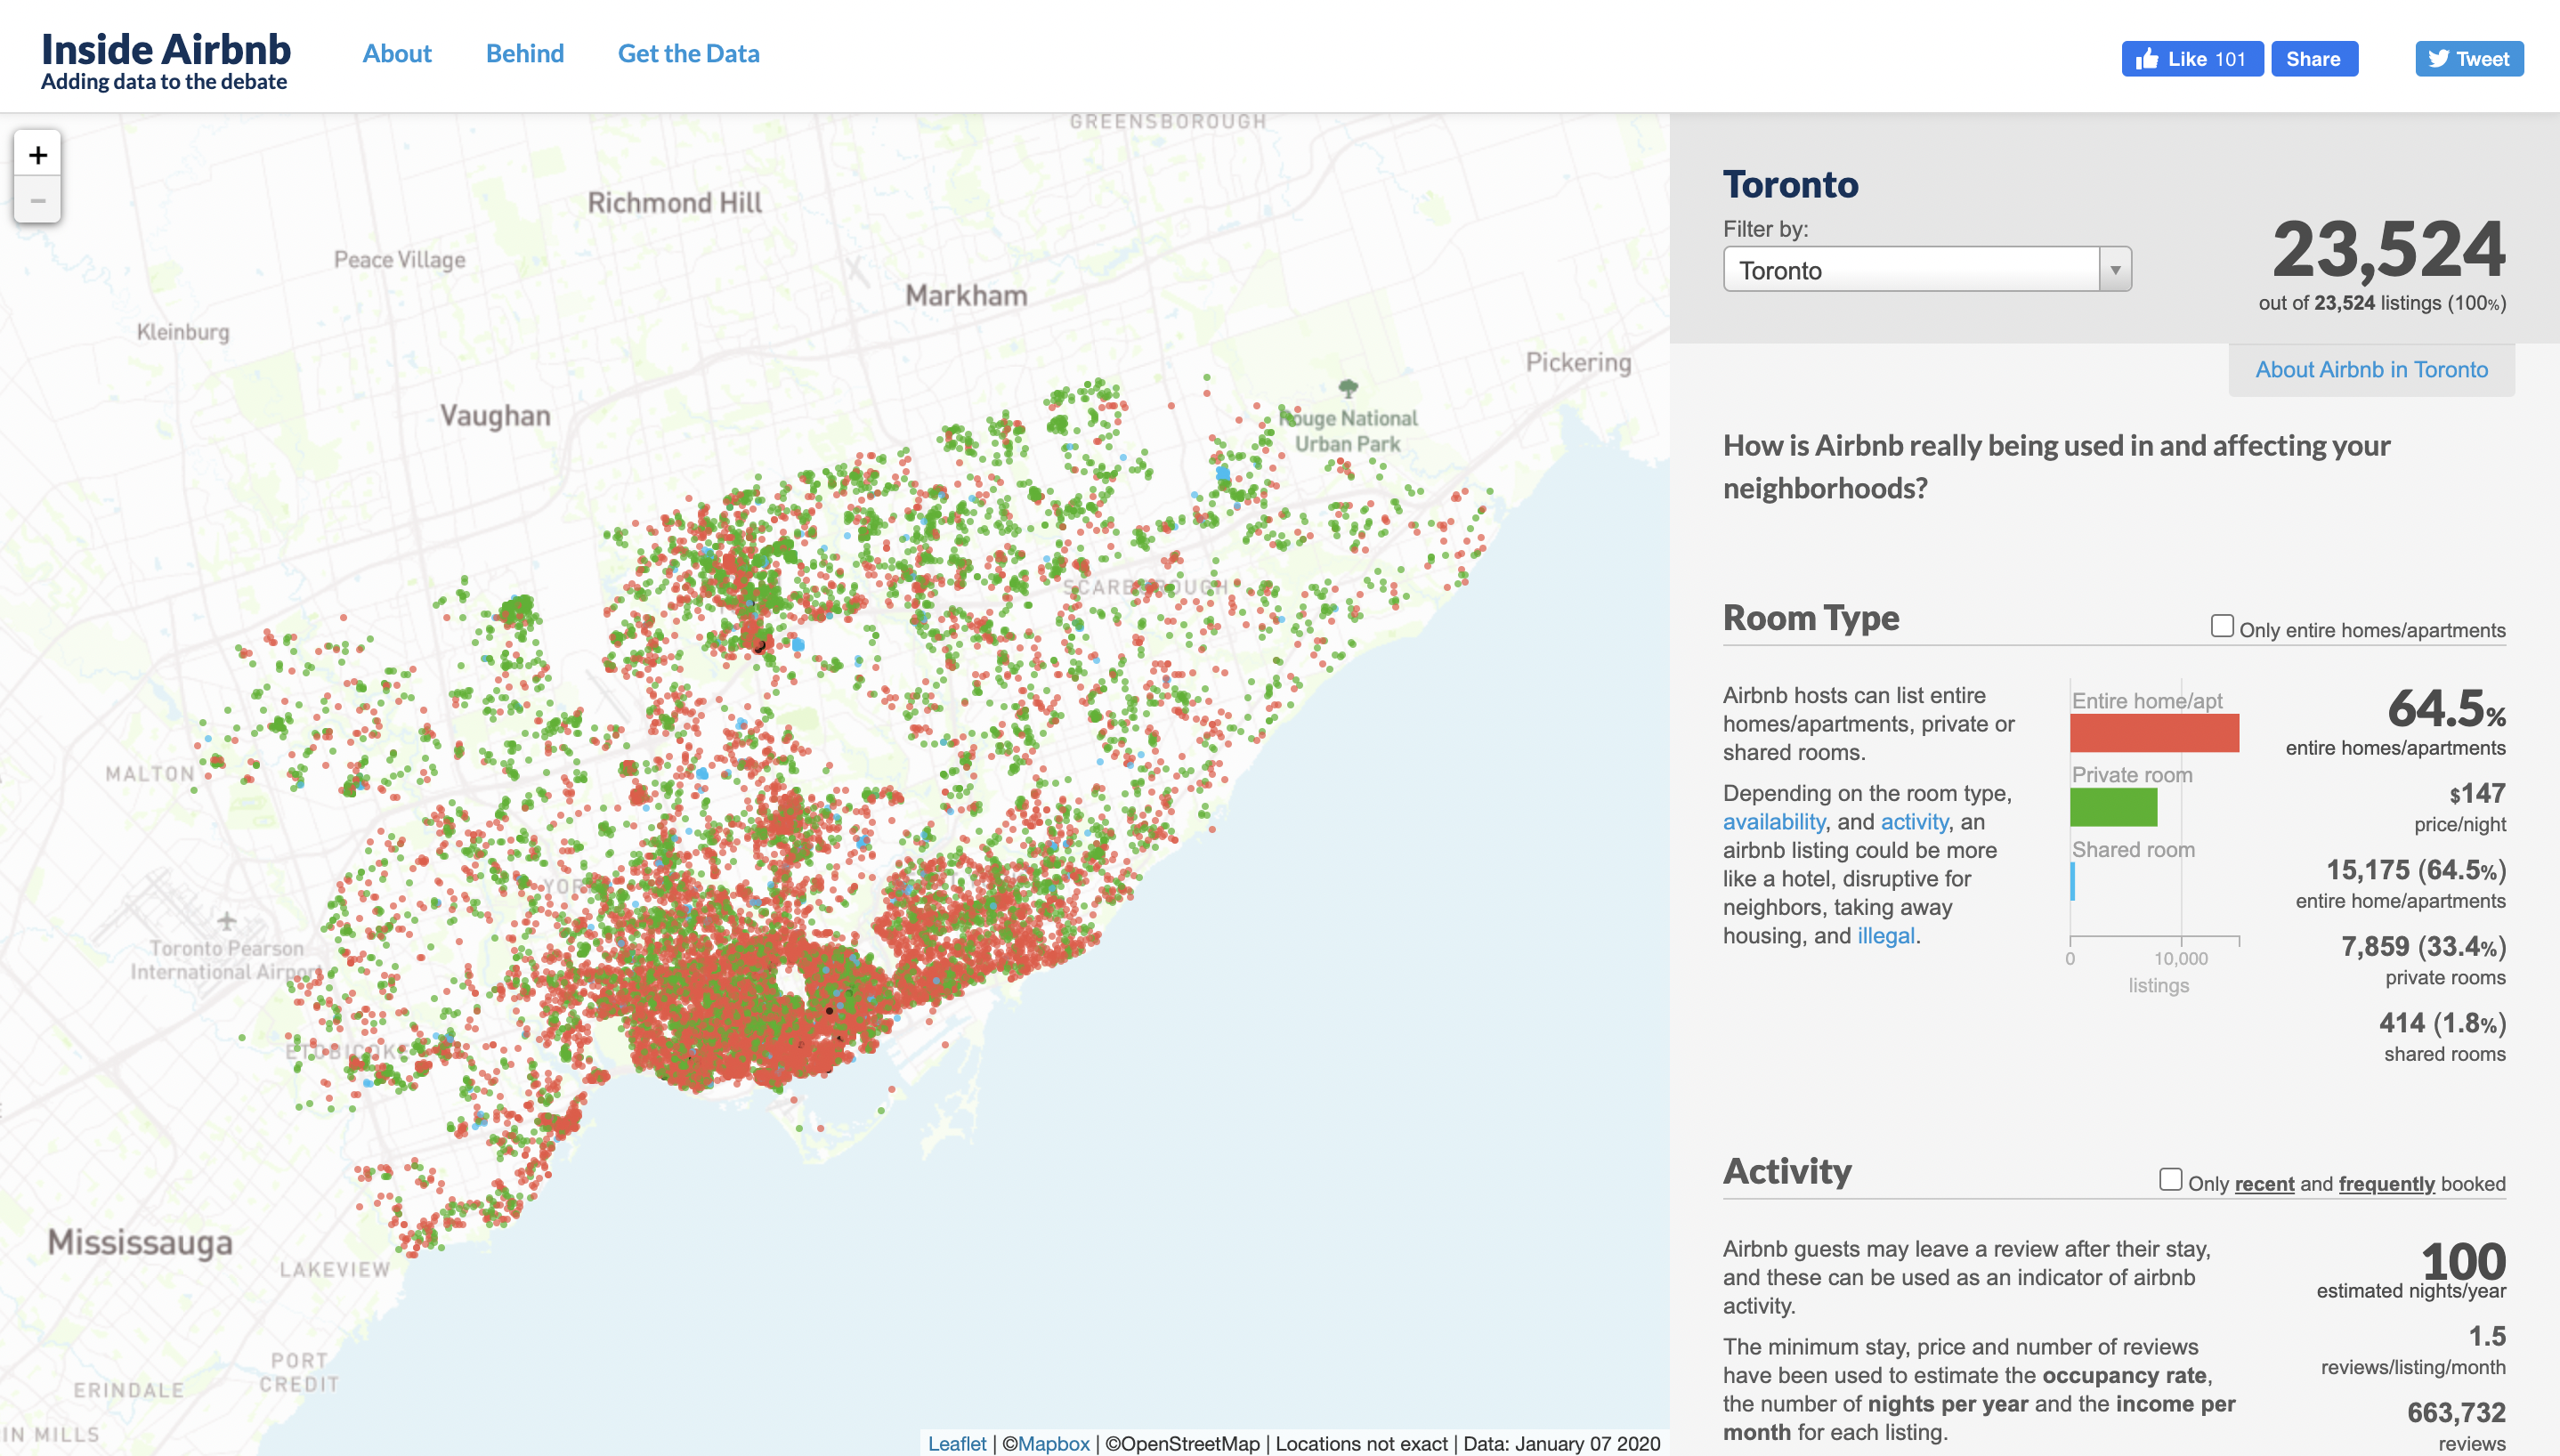 Inside Airbnb
Adding data to the debate
About
Behind
Get the Data
Like 101
Share
Tweet
+
−
GREENSBOROUGH
Richmond Hill
Peace Village
Markham
Kleinburg
Pickering
Vaughan
Rouge National
Urban Park
SCARBOROUGH
MALTON
YORK
Toronto Pearson
International Airport
ETOBICOKE
Mississauga
LAKEVIEW
PORT
CREDIT
ERINDALE
IN MILLS
Leaflet | ©Mapbox | ©OpenStreetMap | Locations not exact | Data: January 07 2020
Toronto
Filter by:
Toronto
23,524
out of 23,524 listings (100%)
About Airbnb in Toronto
How is Airbnb really being used in and affecting your
neighborhoods?
Room Type
Only entire homes/apartments
Airbnb hosts can list entire
homes/apartments, private or
shared rooms.
Depending on the room type,
availability, and activity, an
airbnb listing could be more
like a hotel, disruptive for
neighbors, taking away
housing, and illegal.
Entire home/apt
Private room
Shared room
0
10,000
listings
64.5%
entire homes/apartments
$147
price/night
15,175 (64.5%)
entire home/apartments
7,859 (33.4%)
private rooms
414 (1.8%)
shared rooms
Activity
Only recent and frequently booked
Airbnb guests may leave a review after their stay,
and these can be used as an indicator of airbnb
activity.
The minimum stay, price and number of reviews
have been used to estimate the occupancy rate,
the number of nights per year and the income per
month for each listing.
100
estimated nights/year
1.5
reviews/listing/month
663,732
reviews